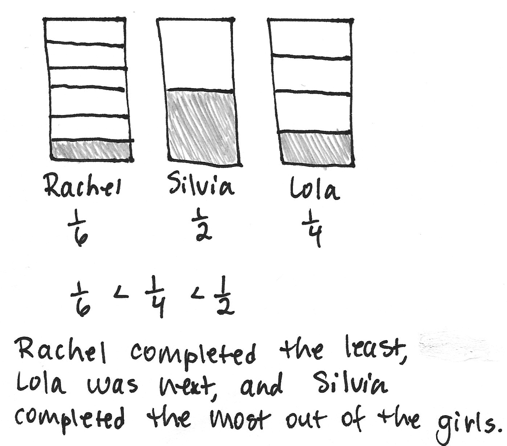 Rachel Silvia Lola
1/6 1/2 1/4
1/6 < 1/4 < 1/2
Rachel completed the least,
Lola was next, and Silvia
completed the most out of the girls.